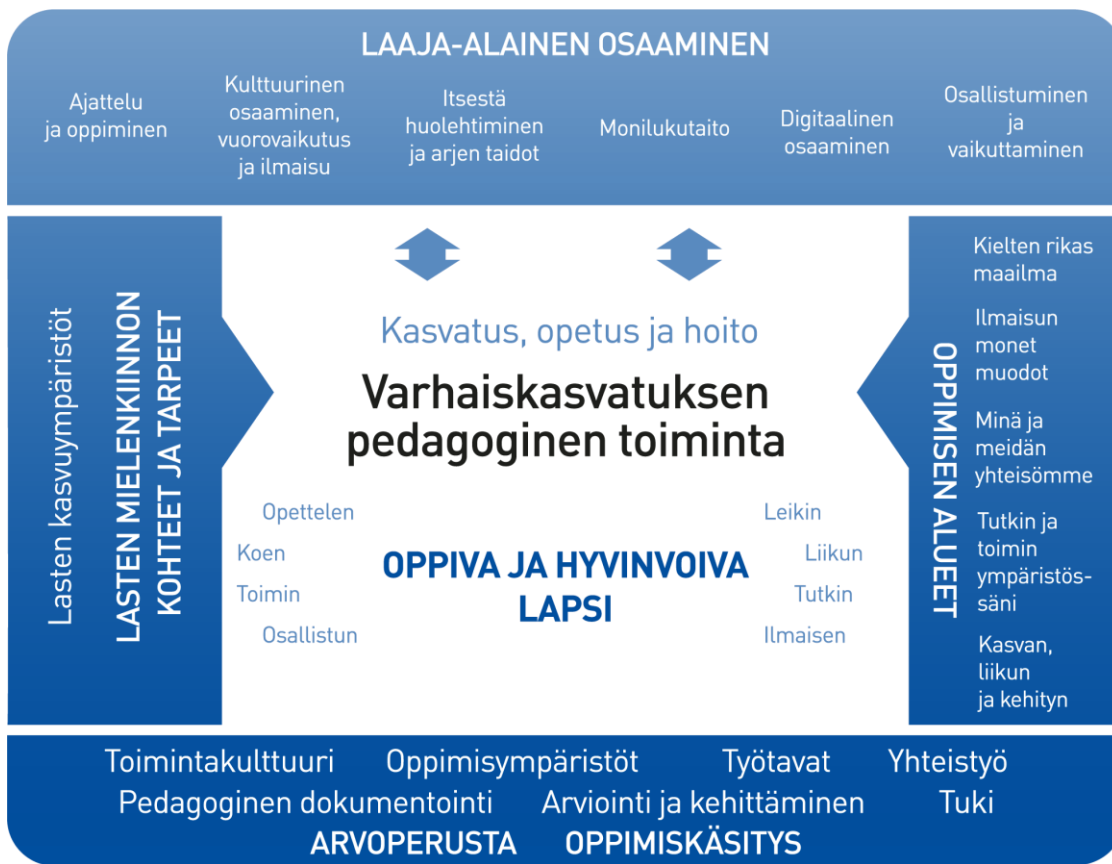 LAAJA-ALAINEN OSAAMINEN
Ajattelu
ja oppiminen
Kulttuurinen
osaaminen,
vuorovaikutus
ja ilmaisu
Itsestä
huolehtiminen
ja arjen taidot
Monilukutaito
Digitaalinen
osaaminen
Osallistuminen
ja
vaikuttaminen
Lasten kasvuympäristöt
LASTEN MIELENKIINNON
KOHTEET JA TARPEET
Kasvatus, opetus ja hoito
Varhaiskasvatuksen
pedagoginen toiminta
Opettelen
Koen
Toimin
Osallistun
OPPIVA JA HYVINVOIVA
LAPSI
Leikin
Liikun
Tutkin
Ilmaisen
OPPIMISEN ALUEET
Kielten rikas
maailma
Ilmaisun
monet
muodot
Minä ja
meidän
yhteisömme
Tutkin ja
toimin
ympäristös-
säni
Kasvan,
liikun
ja kehityn
Toimintakulttuuri Oppimisympäristöt Työtavat Yhteistyö
Pedagoginen dokumentointi Arviointi ja kehittäminen Tuki
ARVOPERUSTA OPPIMISKÄSITYS